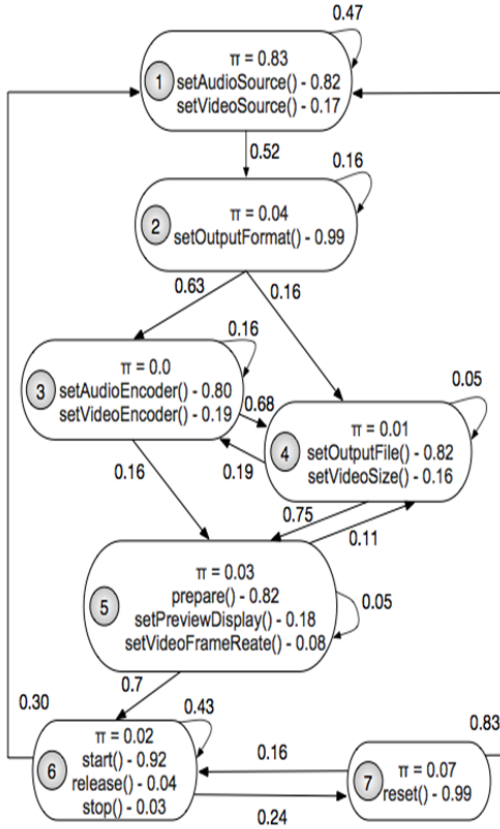 0.47
π = 0.83
1
setAudioSource() - 0.82
setVideoSource() - 0.17
0.52
0.16
π = 0.04
2
setOutputFormat() - 0.99
0.63
0.16
0.16
π = 0.0
3
setAudioEncoder() - 0.80
setVideoEncoder() - 0.19
0.68
0.05
π = 0.01
4
setOutputFile() - 0.82
setVideoSize() - 0.16
0.16
0.19
0.75
0.11
π = 0.03
5
prepare() - 0.82
setPreviewDisplay() - 0.18
setVideoFrameReate() - 0.08
0.05
0.7
0.30
0.43
0.83
π = 0.02
6
start() - 0.92
release() - 0.04
stop() - 0.03
0.16
0.24
π = 0.07
7
reset() - 0.99